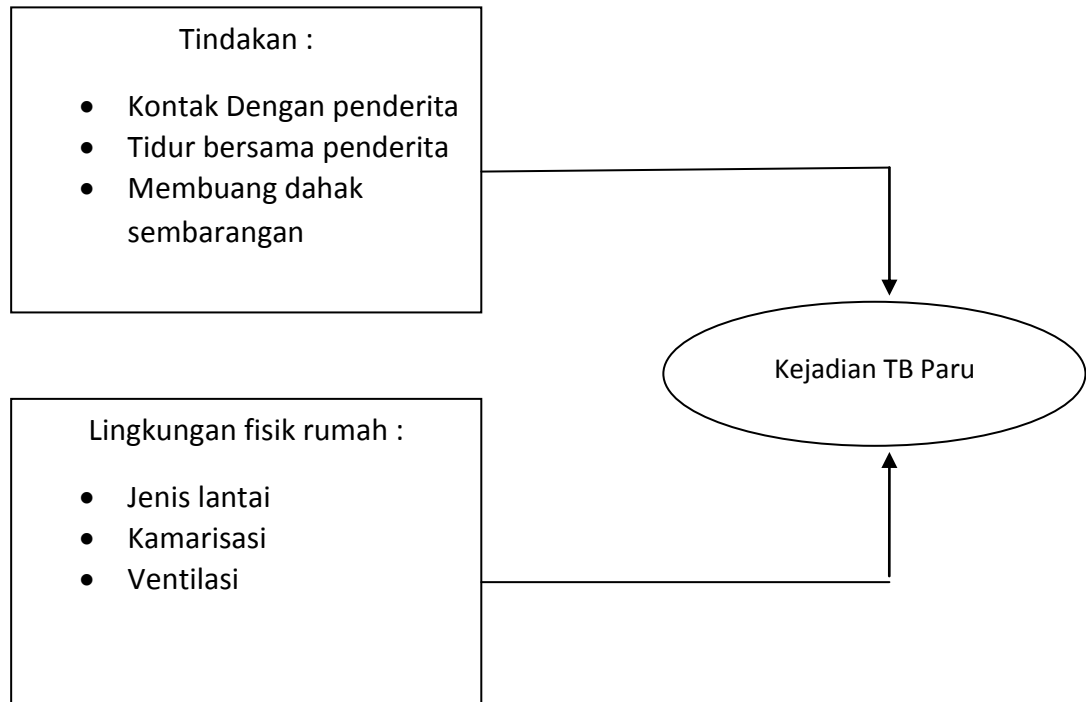 Tindakan :
• Kontak Dengan penderita
• Tidur bersama penderita
• Membuang dahak
sembarangan
Kejadian TB Paru
Lingkungan fisik rumah :
• Jenis lantai
• Kamarisasi
• Ventilasi